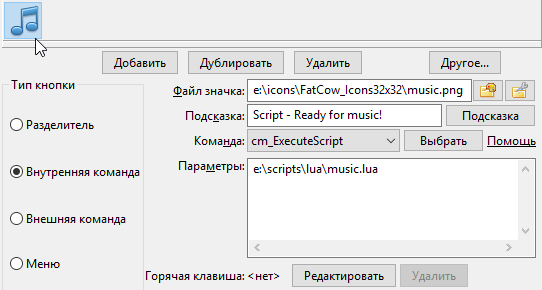 Добавить Дублировать Удалить Другое...
Тип кнопки
Файл значка: e:\icons\FatCow_Icons32x32\music.png
Разделитель
Подсказка: Script - Ready for music! Подсказка
Команда: cm_ExecuteScript Выбрать Помощь
Внутренняя команда
Параметры: e:\scripts\lua\music.lua
Внешняя команда
Меню
Горячая клавиша: <нет> Редактировать Удалить